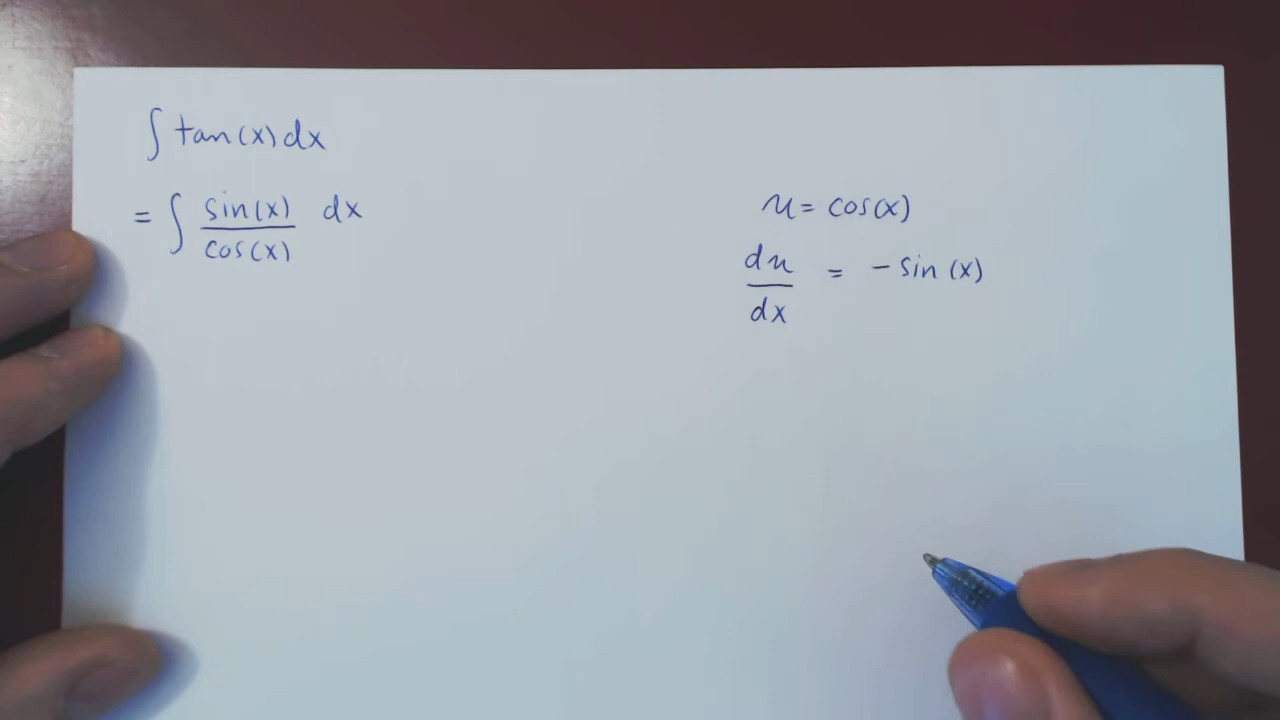 ∫ tan(x) dx
= ∫ sin(x)/cos(x) dx
u = cos(x)
du/dx = -sin(x)